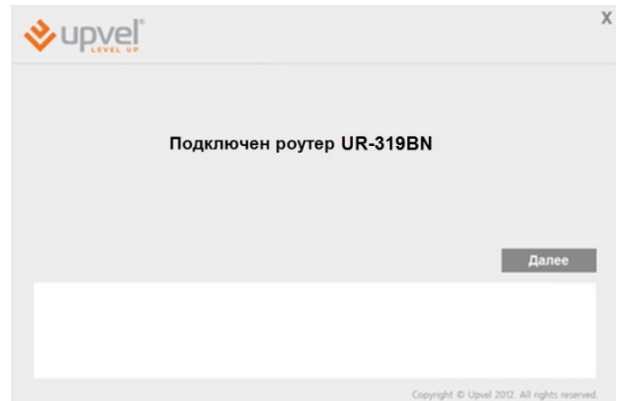 X
upvel
LEVEL UP
Подключен роутер UR-319BN
Далее
Copyright © Upvel 2012. All rights reserved.